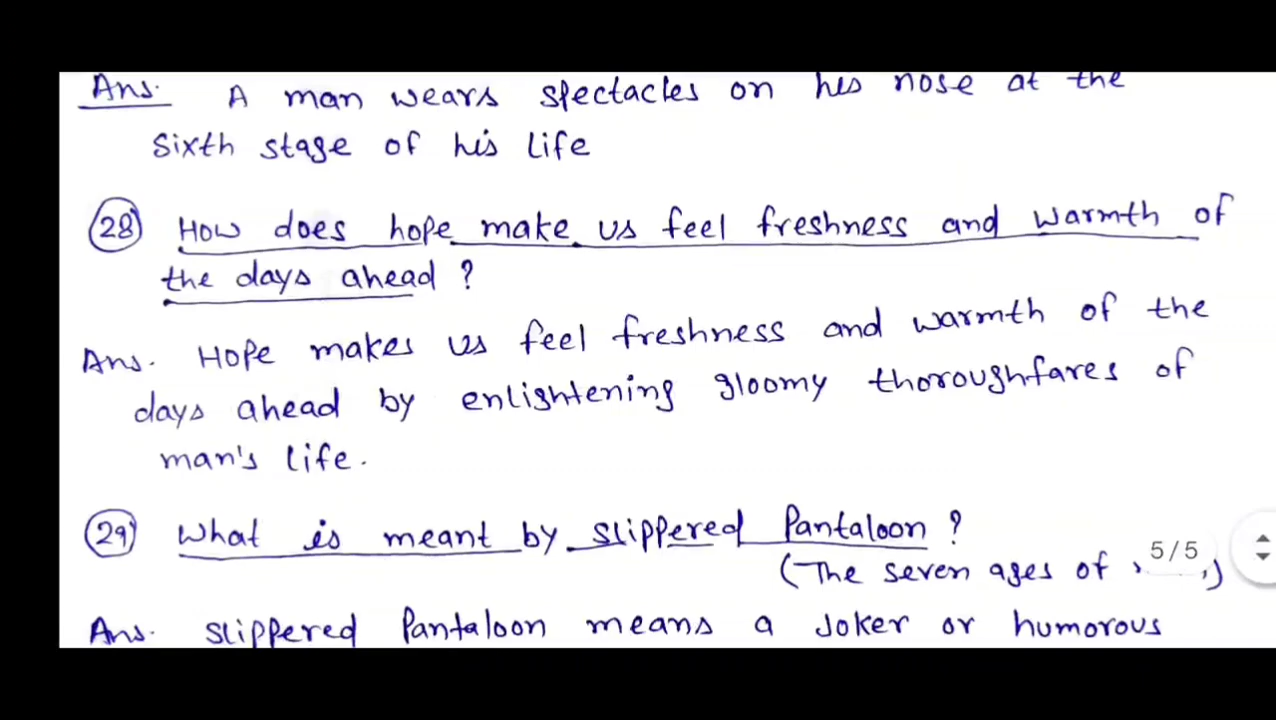 Ans. A man wears spectacles on his nose at the
sixth stage of his life
28 How does hope make us feel freshness and warmth of
the days ahead ?
Ans. Hope makes us feel freshness and warmth of the
days ahead by enlightening gloomy thoroughfares of
man's life.
29 What is meant by slippered Pantaloon ?
(The seven ages of
5/5
Ans. slippered Pantaloon means a Joker or humorous